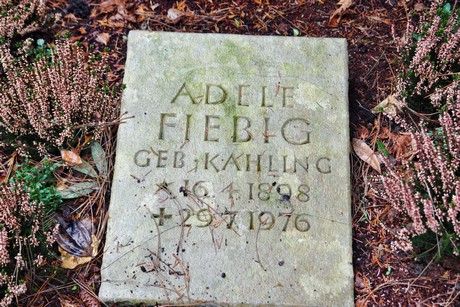 ADELE
FIEBIG
GEB. KAHLING
* 16.4.1898
† 29.7.1976